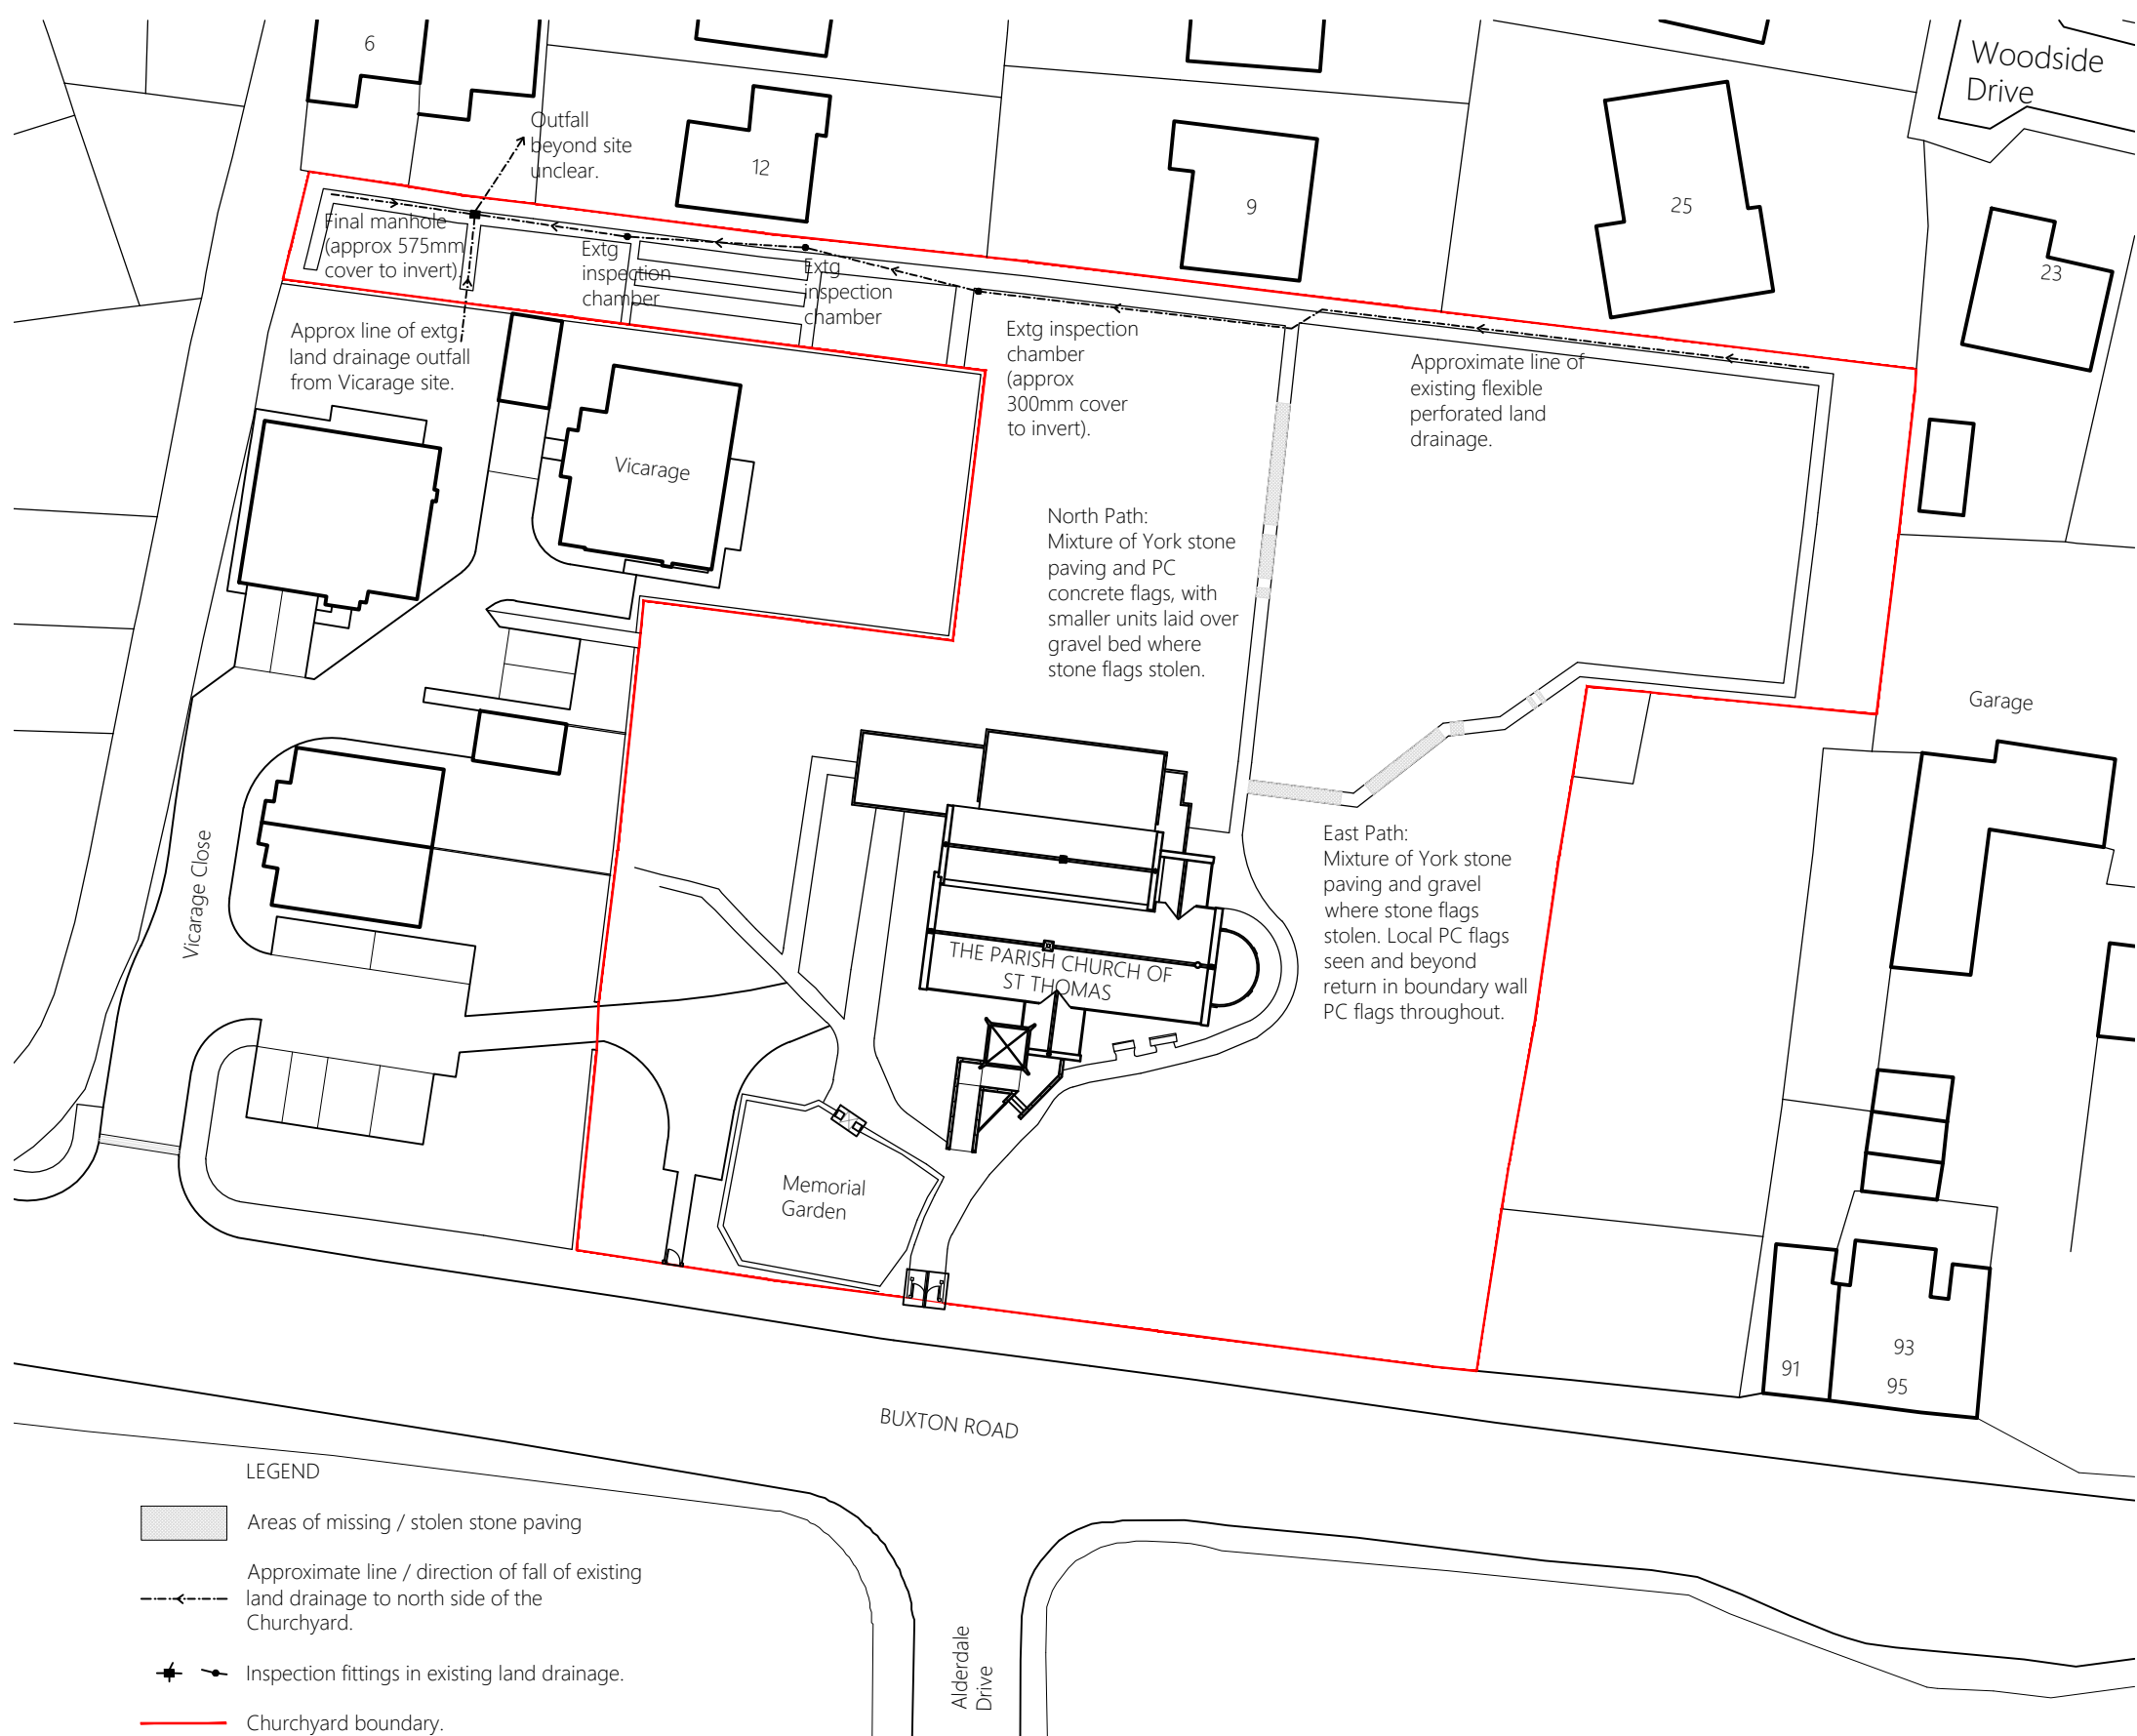 6
Woodside
Drive
Outfall
beyond site
unclear.
12
9
25
23
Final manhole
(approx 575mm
cover to invert).
Extg
inspection
chamber
Extg
inspection
chamber
Approx line of extg
land drainage outfall
from Vicarage site.
Extg inspection
chamber
(approx
300mm cover
to invert).
Approximate line of
existing flexible
perforated land
drainage.
Vicarage
North Path:
Mixture of York stone
paving and PC
concrete flags, with
smaller units laid over
gravel bed where
stone flags stolen.
Garage
East Path:
Mixture of York stone
paving and gravel
where stone flags
stolen. Local PC flags
seen and beyond
return in boundary wall
PC flags throughout.
Vicarage Close
THE PARISH CHURCH OF
ST THOMAS
Memorial
Garden
91
93
95
BUXTON ROAD
LEGEND
Areas of missing / stolen stone paving
Approximate line / direction of fall of existing
land drainage to north side of the
Churchyard.
Inspection fittings in existing land drainage.
Churchyard boundary.
Alderdale
Drive